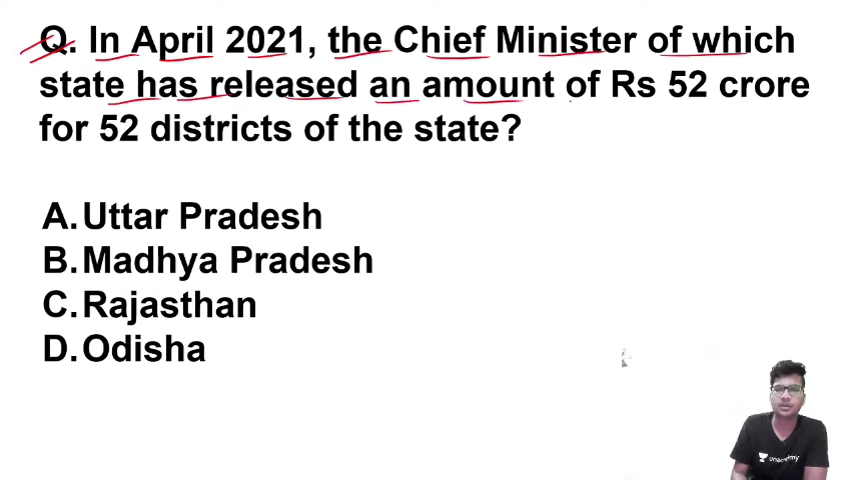 Q. In April 2021, the Chief Minister of which
state has released an amount of Rs 52 crore
for 52 districts of the state?
A. Uttar Pradesh
B. Madhya Pradesh
C. Rajasthan
D. Odisha
unacademy